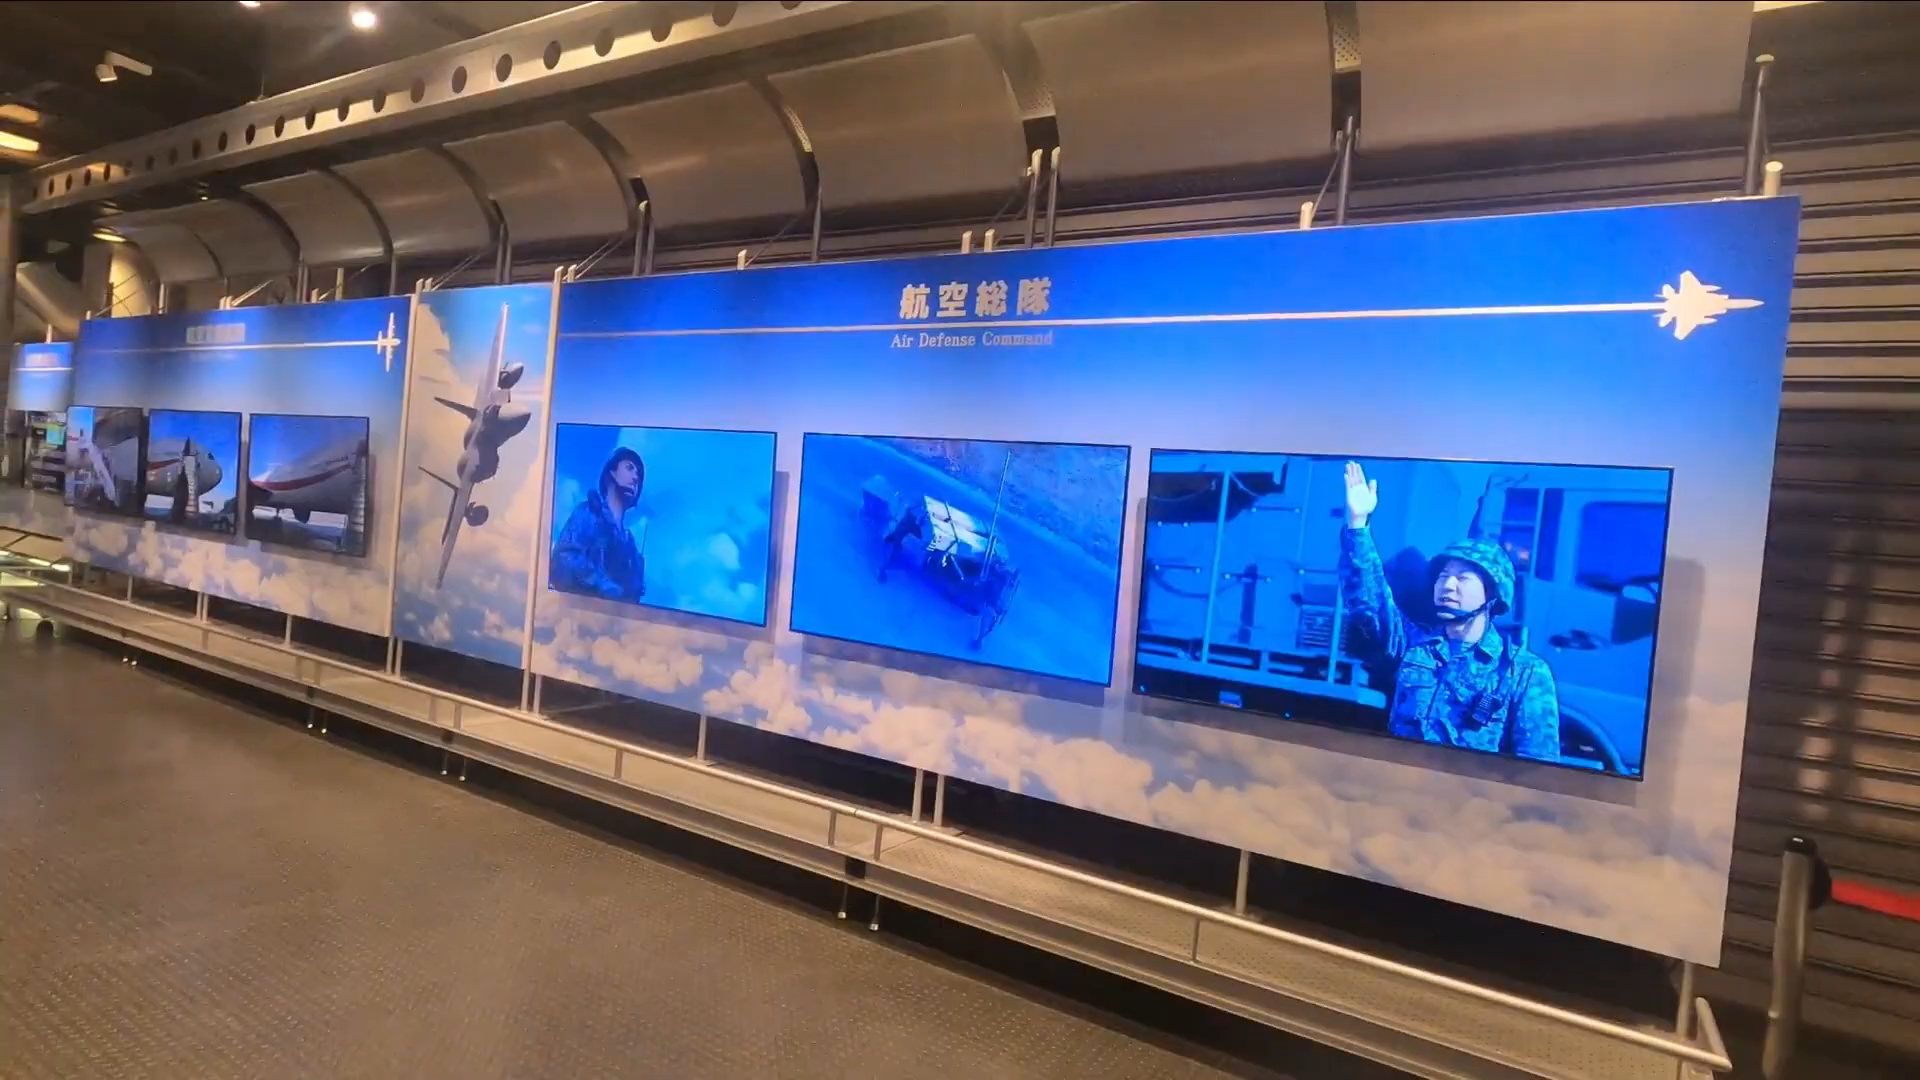 航空総隊
Air Defense Command